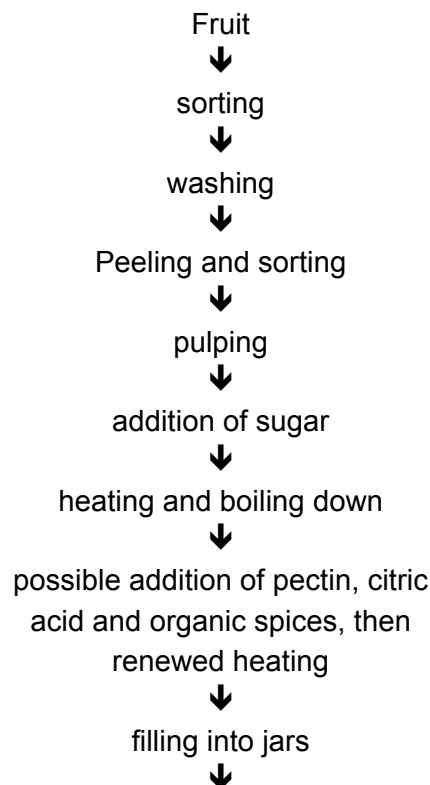 Fruit
🡻
sorting
🡻
washing
🡻
Peeling and sorting
🡻
pulping
🡻
addition of sugar
🡻
heating and boiling down
🡻
possible addition of pectin, citric
acid and organic spices, then
renewed heating
🡻
filling into jars
🡻